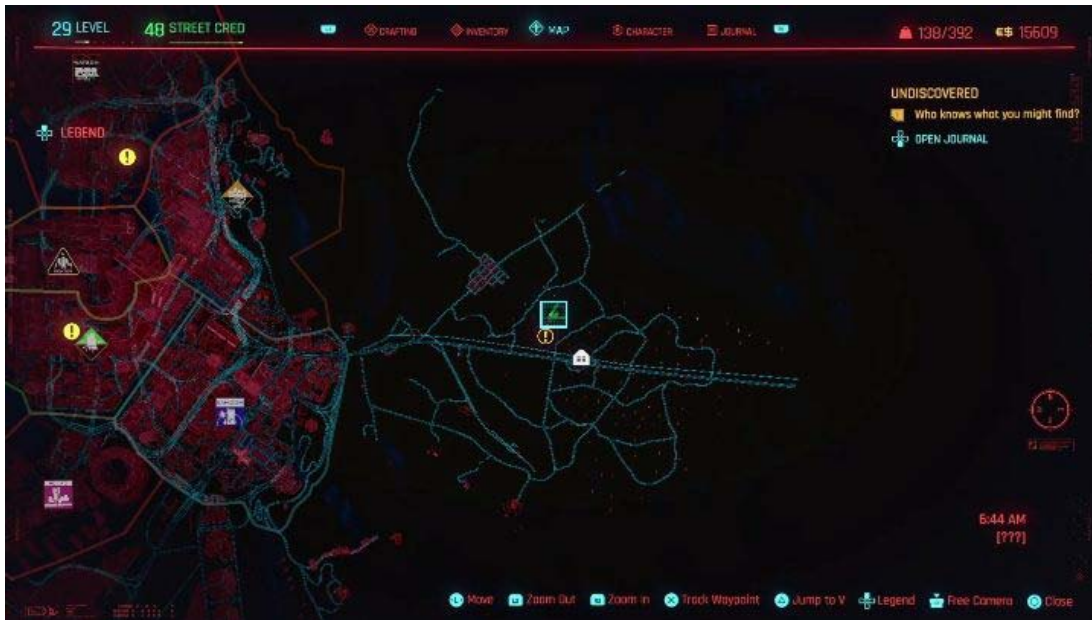 29 LEVEL
48 STREET CRED
CRAFTING
INVENTORY
MAP
CHARACTER
JOURNAL
138/392
€$ 15609
LEGEND
UNDISCOVERED
Who knows what you might find?
OPEN JOURNAL
6:44 AM
[???]
Move
Zoom Out
Zoom In
Track Waypoint
Jump to V
Legend
Free Camera
Close